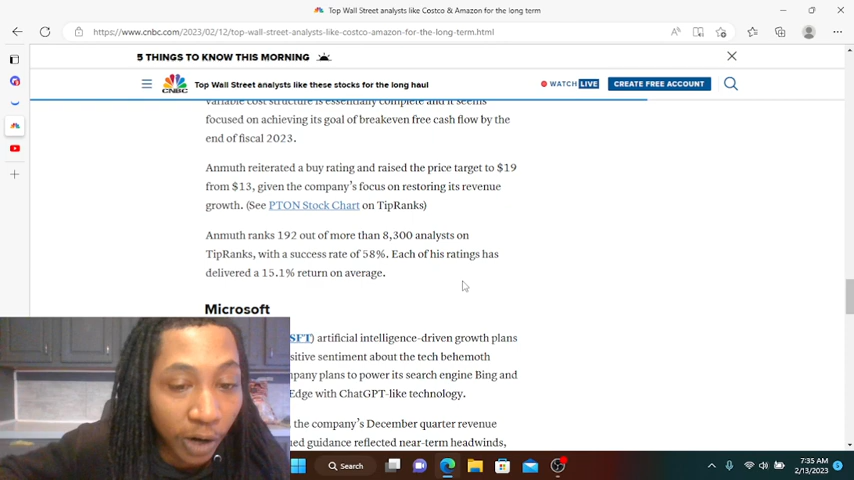 Top Wall Street analysts like Costco & Amazon for the long term
https://www.cnbc.com/2023/02/12/top-wall-street-analysts-like-costco-amazon-for-the-long-term.html
5 THINGS TO KNOW THIS MORNING
CNBC
Top Wall Street analysts like these stocks for the long haul
WATCH LIVE
CREATE FREE ACCOUNT
variable cost structure is essentially complete and it seems
focused on achieving its goal of breakeven free cash flow by the
end of fiscal 2023.
Anmuth reiterated a buy rating and raised the price target to $19
from $13, given the company's focus on restoring its revenue
growth. (See PTON Stock Chart on TipRanks)
Anmuth ranks 192 out of more than 8,300 analysts on
TipRanks, with a success rate of 58%. Each of his ratings has
delivered a 15.1% return on average.
Microsoft
SFT) artificial intelligence-driven growth plans
sitive sentiment about the tech behemoth
pany plans to power its search engine Bing and
Edge with ChatGPT-like technology.
the company's December quarter revenue
ued guidance reflected near-term headwinds,
Search
7:35 AM
2/13/2023